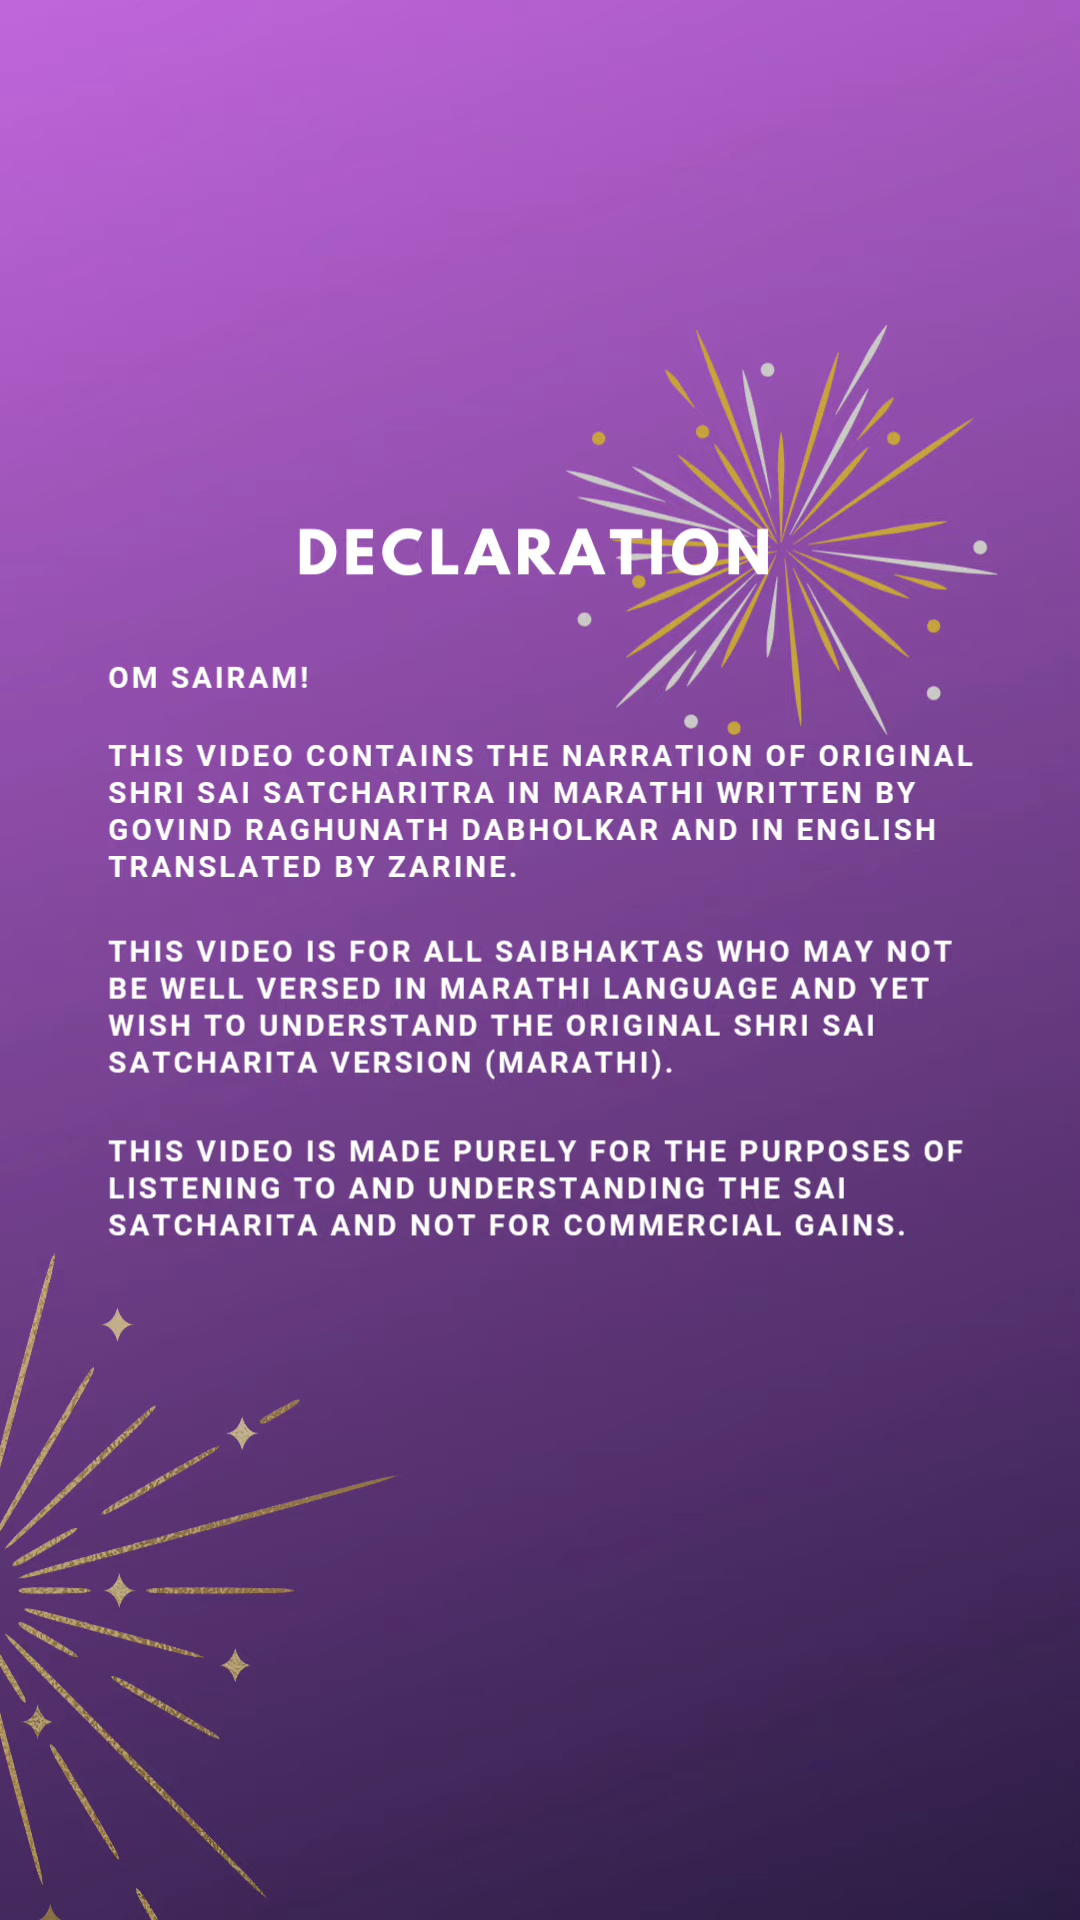 DECLARATION
OM SAIRAM!
THIS VIDEO CONTAINS THE NARRATION OF ORIGINAL
SHRI SAI SATCHARITRA IN MARATHI WRITTEN BY
GOVIND RAGHUNATH DABHOLKAR AND IN ENGLISH
TRANSLATED BY ZARINE.
THIS VIDEO IS FOR ALL SAIBHAKTAS WHO MAY NOT
BE WELL VERSED IN MARATHI LANGUAGE AND YET
WISH TO UNDERSTAND THE ORIGINAL SHRI SAI
SATCHARITA VERSION (MARATHI).
THIS VIDEO IS MADE PURELY FOR THE PURPOSES OF
LISTENING TO AND UNDERSTANDING THE SAI
SATCHARITA AND NOT FOR COMMERCIAL GAINS.